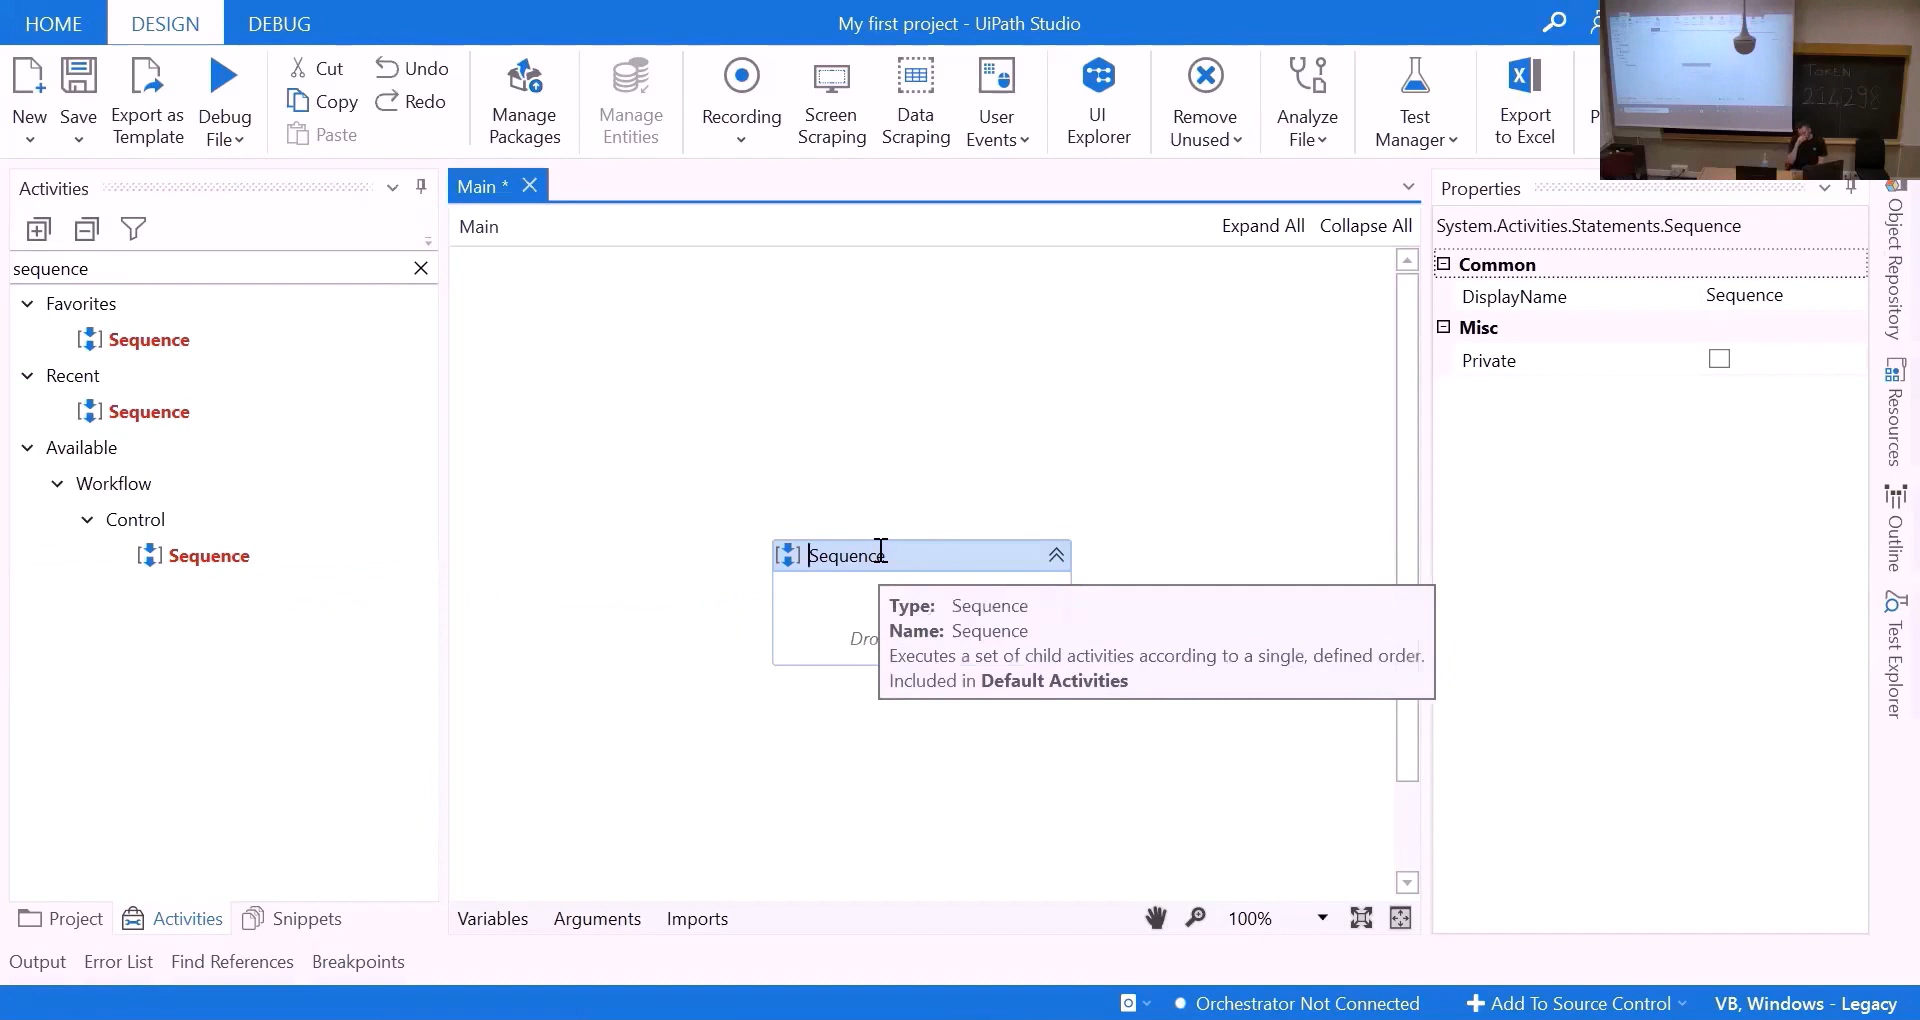 HOME
DESIGN
DEBUG
My first project - UiPath Studio
New
Save
Export as
Template
Debug
File
Cut
Copy
Paste
Undo
Redo
Manage
Packages
Manage
Entities
Recording
Screen
Scraping
Data
Scraping
User
Events
UI
Explorer
Remove
Unused
Analyze
File
Test
Manager
Export
to Excel
P
TOKEN
214298
Activities
sequence
Favorites
Sequence
Recent
Sequence
Available
Workflow
Control
Sequence
Project
Activities
Snippets
Main *
Main
Expand All
Collapse All
Sequence
Dro
Type: Sequence
Name: Sequence
Executes a set of child activities according to a single, defined order.
Included in Default Activities
Variables
Arguments
Imports
100%
Properties
System.Activities.Statements.Sequence
Common
DisplayName
Sequence
Misc
Private
Object Repository
Resources
Outline
Test Explorer
Output
Error List
Find References
Breakpoints
Orchestrator Not Connected
Add To Source Control
VB, Windows - Legacy